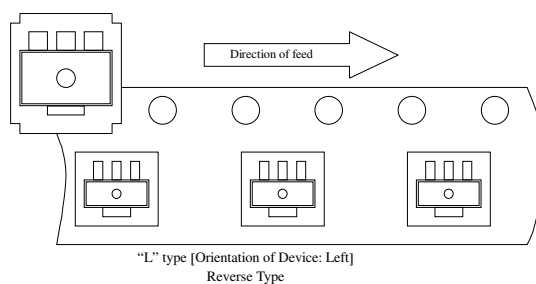 Direction of feed
“L” type [Orientation of Device: Left]
Reverse Type